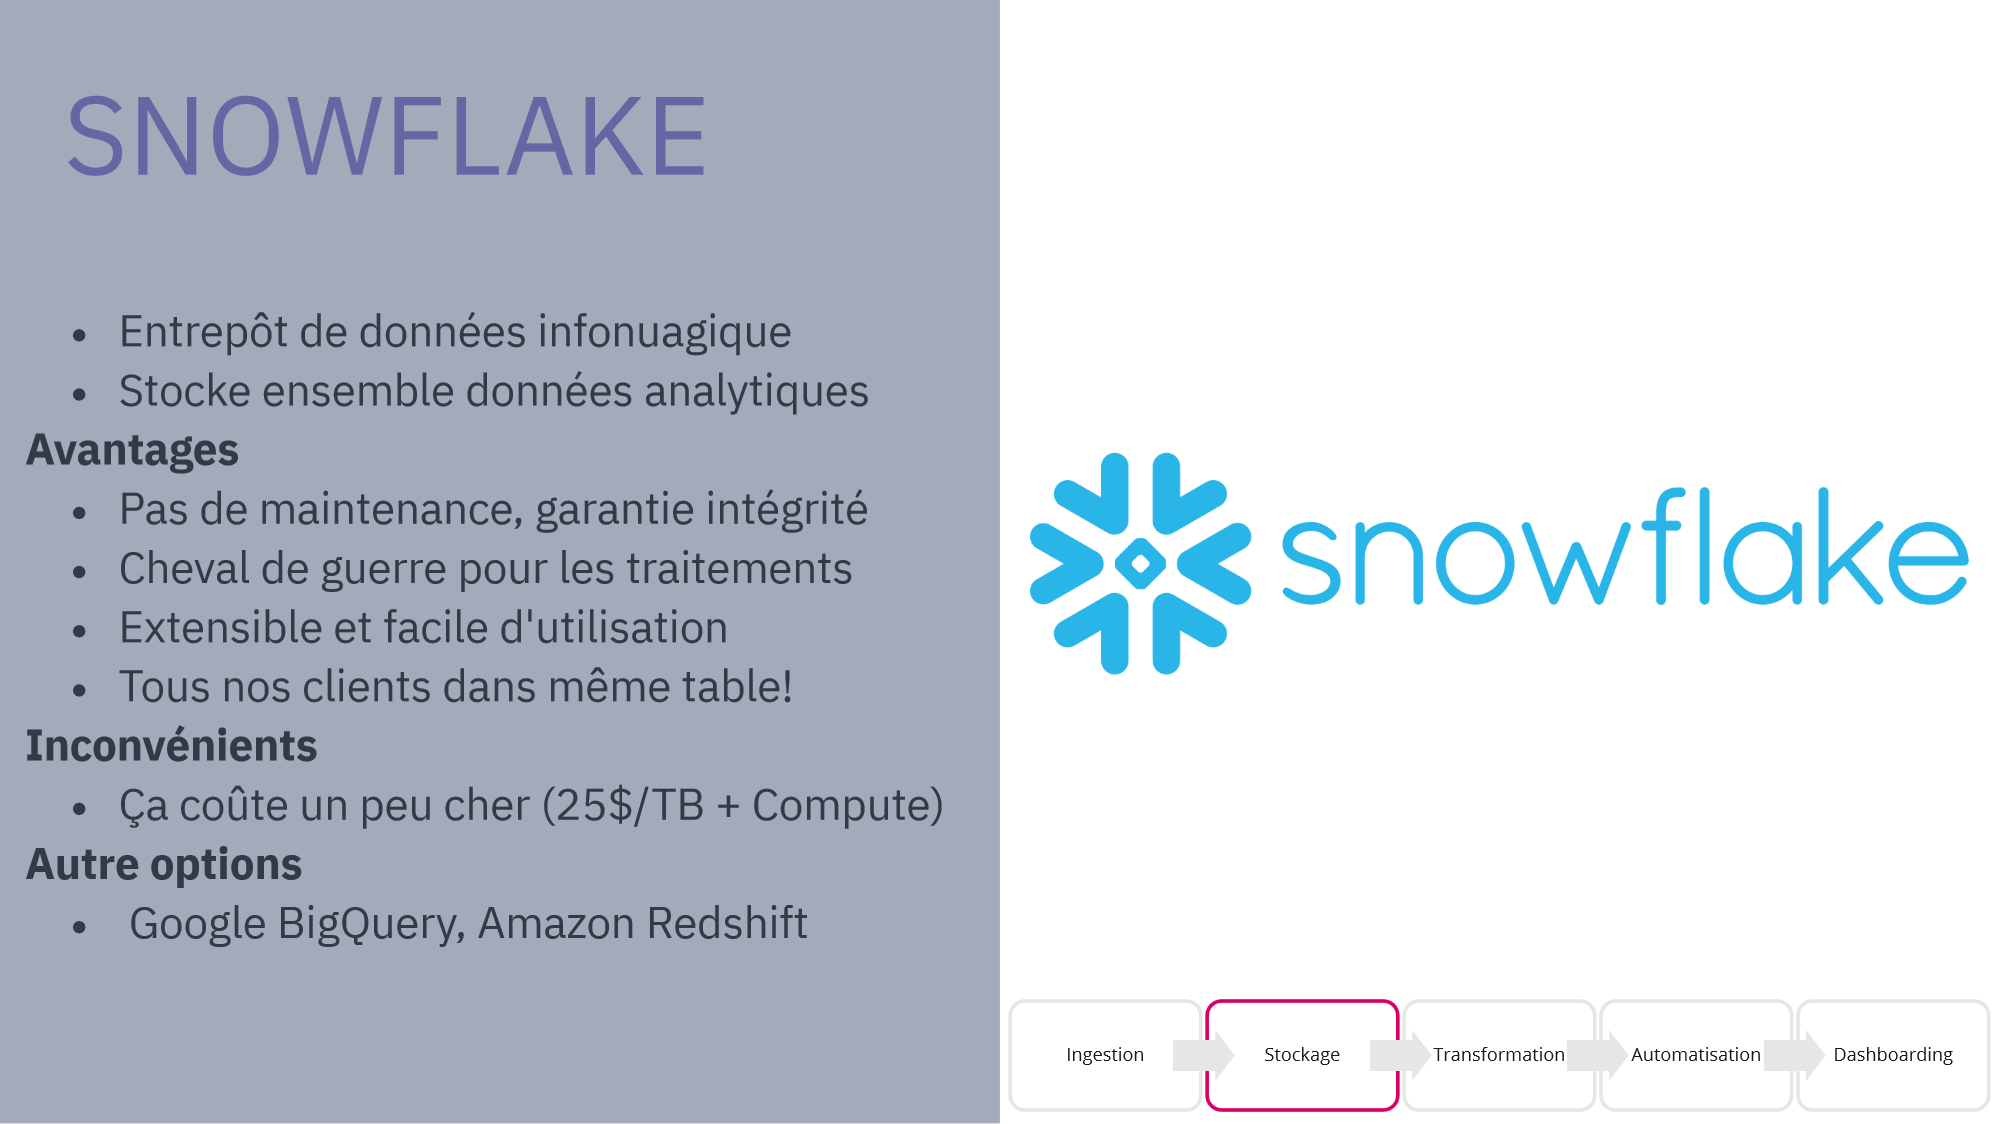 SNOWFLAKE
• Entrepôt de données infonuagique
• Stocke ensemble données analytiques
Avantages
• Pas de maintenance, garantie intégrité
• Cheval de guerre pour les traitements
• Extensible et facile d'utilisation
• Tous nos clients dans même table!
Inconvénients
• Ça coûte un peu cher (25$/TB + Compute)
Autre options
• Google BigQuery, Amazon Redshift
snowflake
Ingestion
Stockage
Transformation
Automatisation
Dashboarding